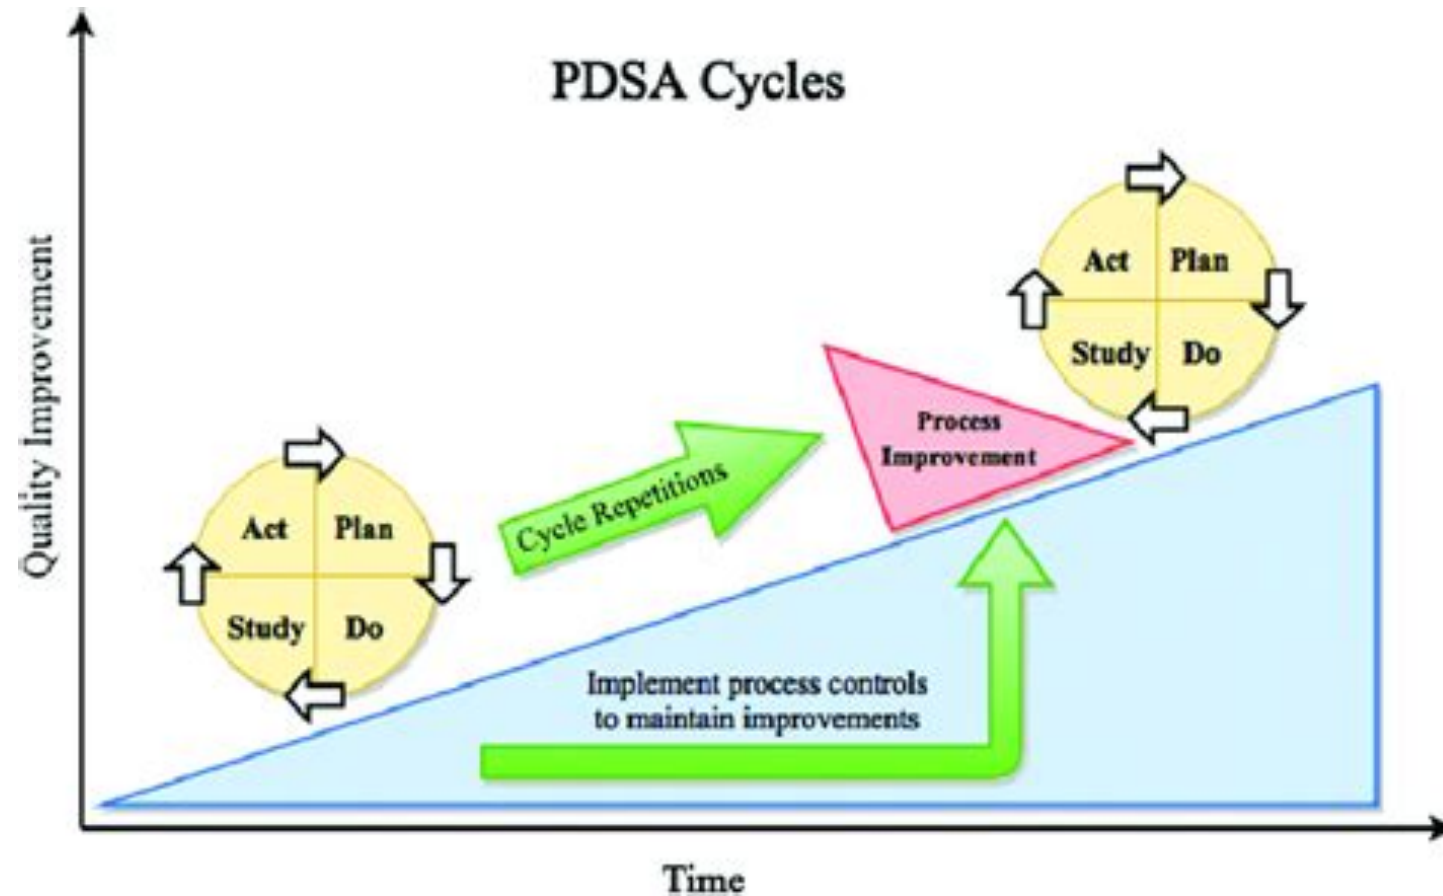 PDSA Cycles
Quality Improvement
Act Plan
Study Do
Cycle Repetitions
Process
Improvement
Act Plan
Study Do
Implement process controls
to maintain improvements
Time